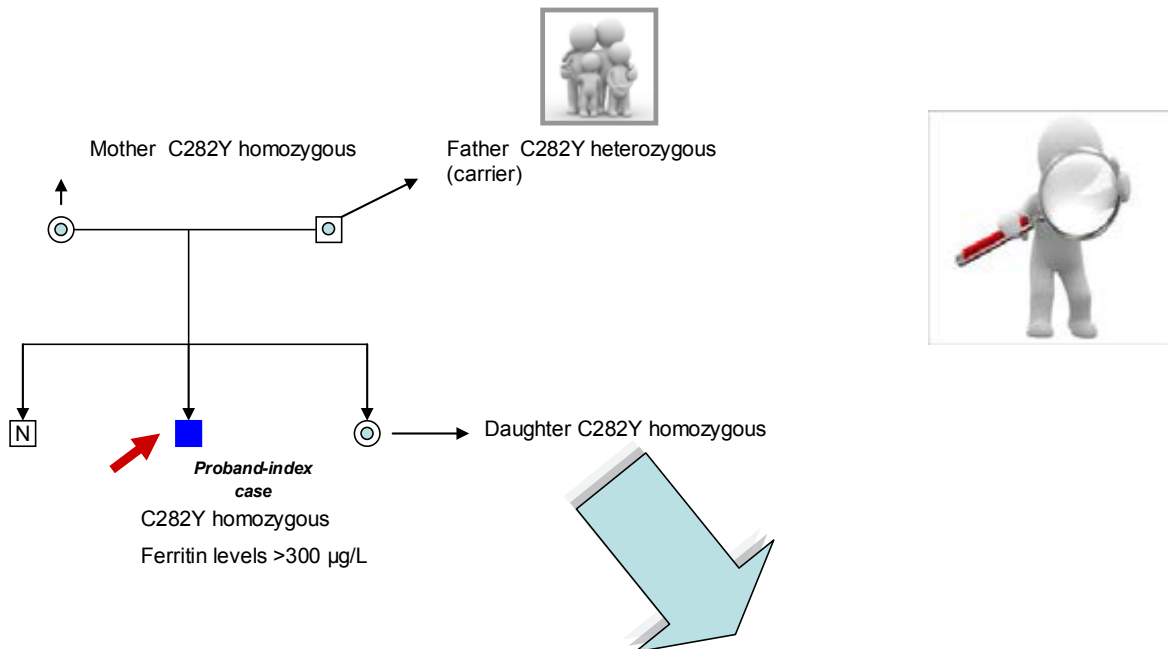 Mother C282Y homozygous
Father C282Y heterozygous
(carrier)
N
Daughter C282Y homozygous
Proband-index
case
C282Y homozygous
Ferritin levels >300 µg/L